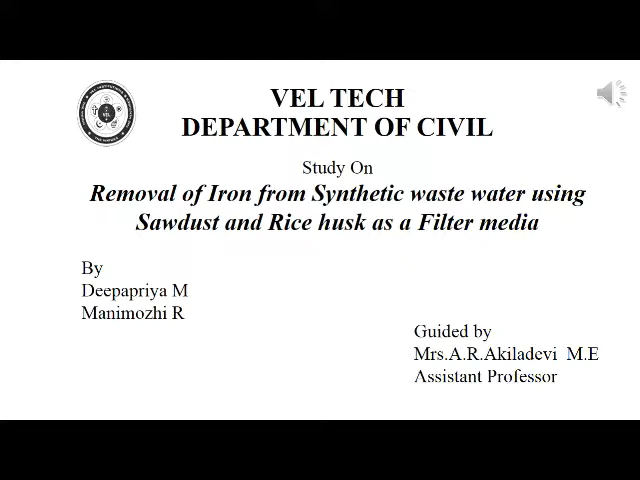 VEL TECH
DEPARTMENT OF CIVIL
Study On
Removal of Iron from Synthetic waste water using
Sawdust and Rice husk as a Filter media
By
Deepapriya M
Manimozhi R
Guided by
Mrs.A.R.Akiladevi M.E
Assistant Professor